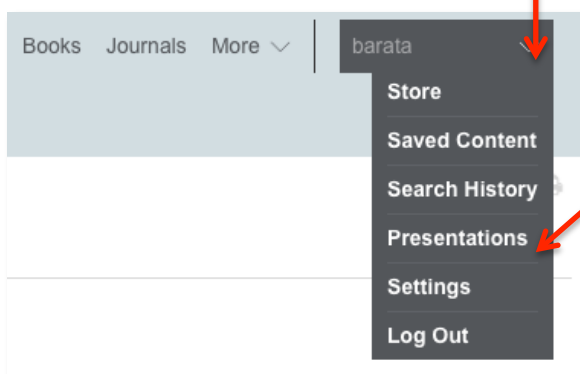 Books Journals More barata
Store
Saved Content
Search History
Presentations
Settings
Log Out